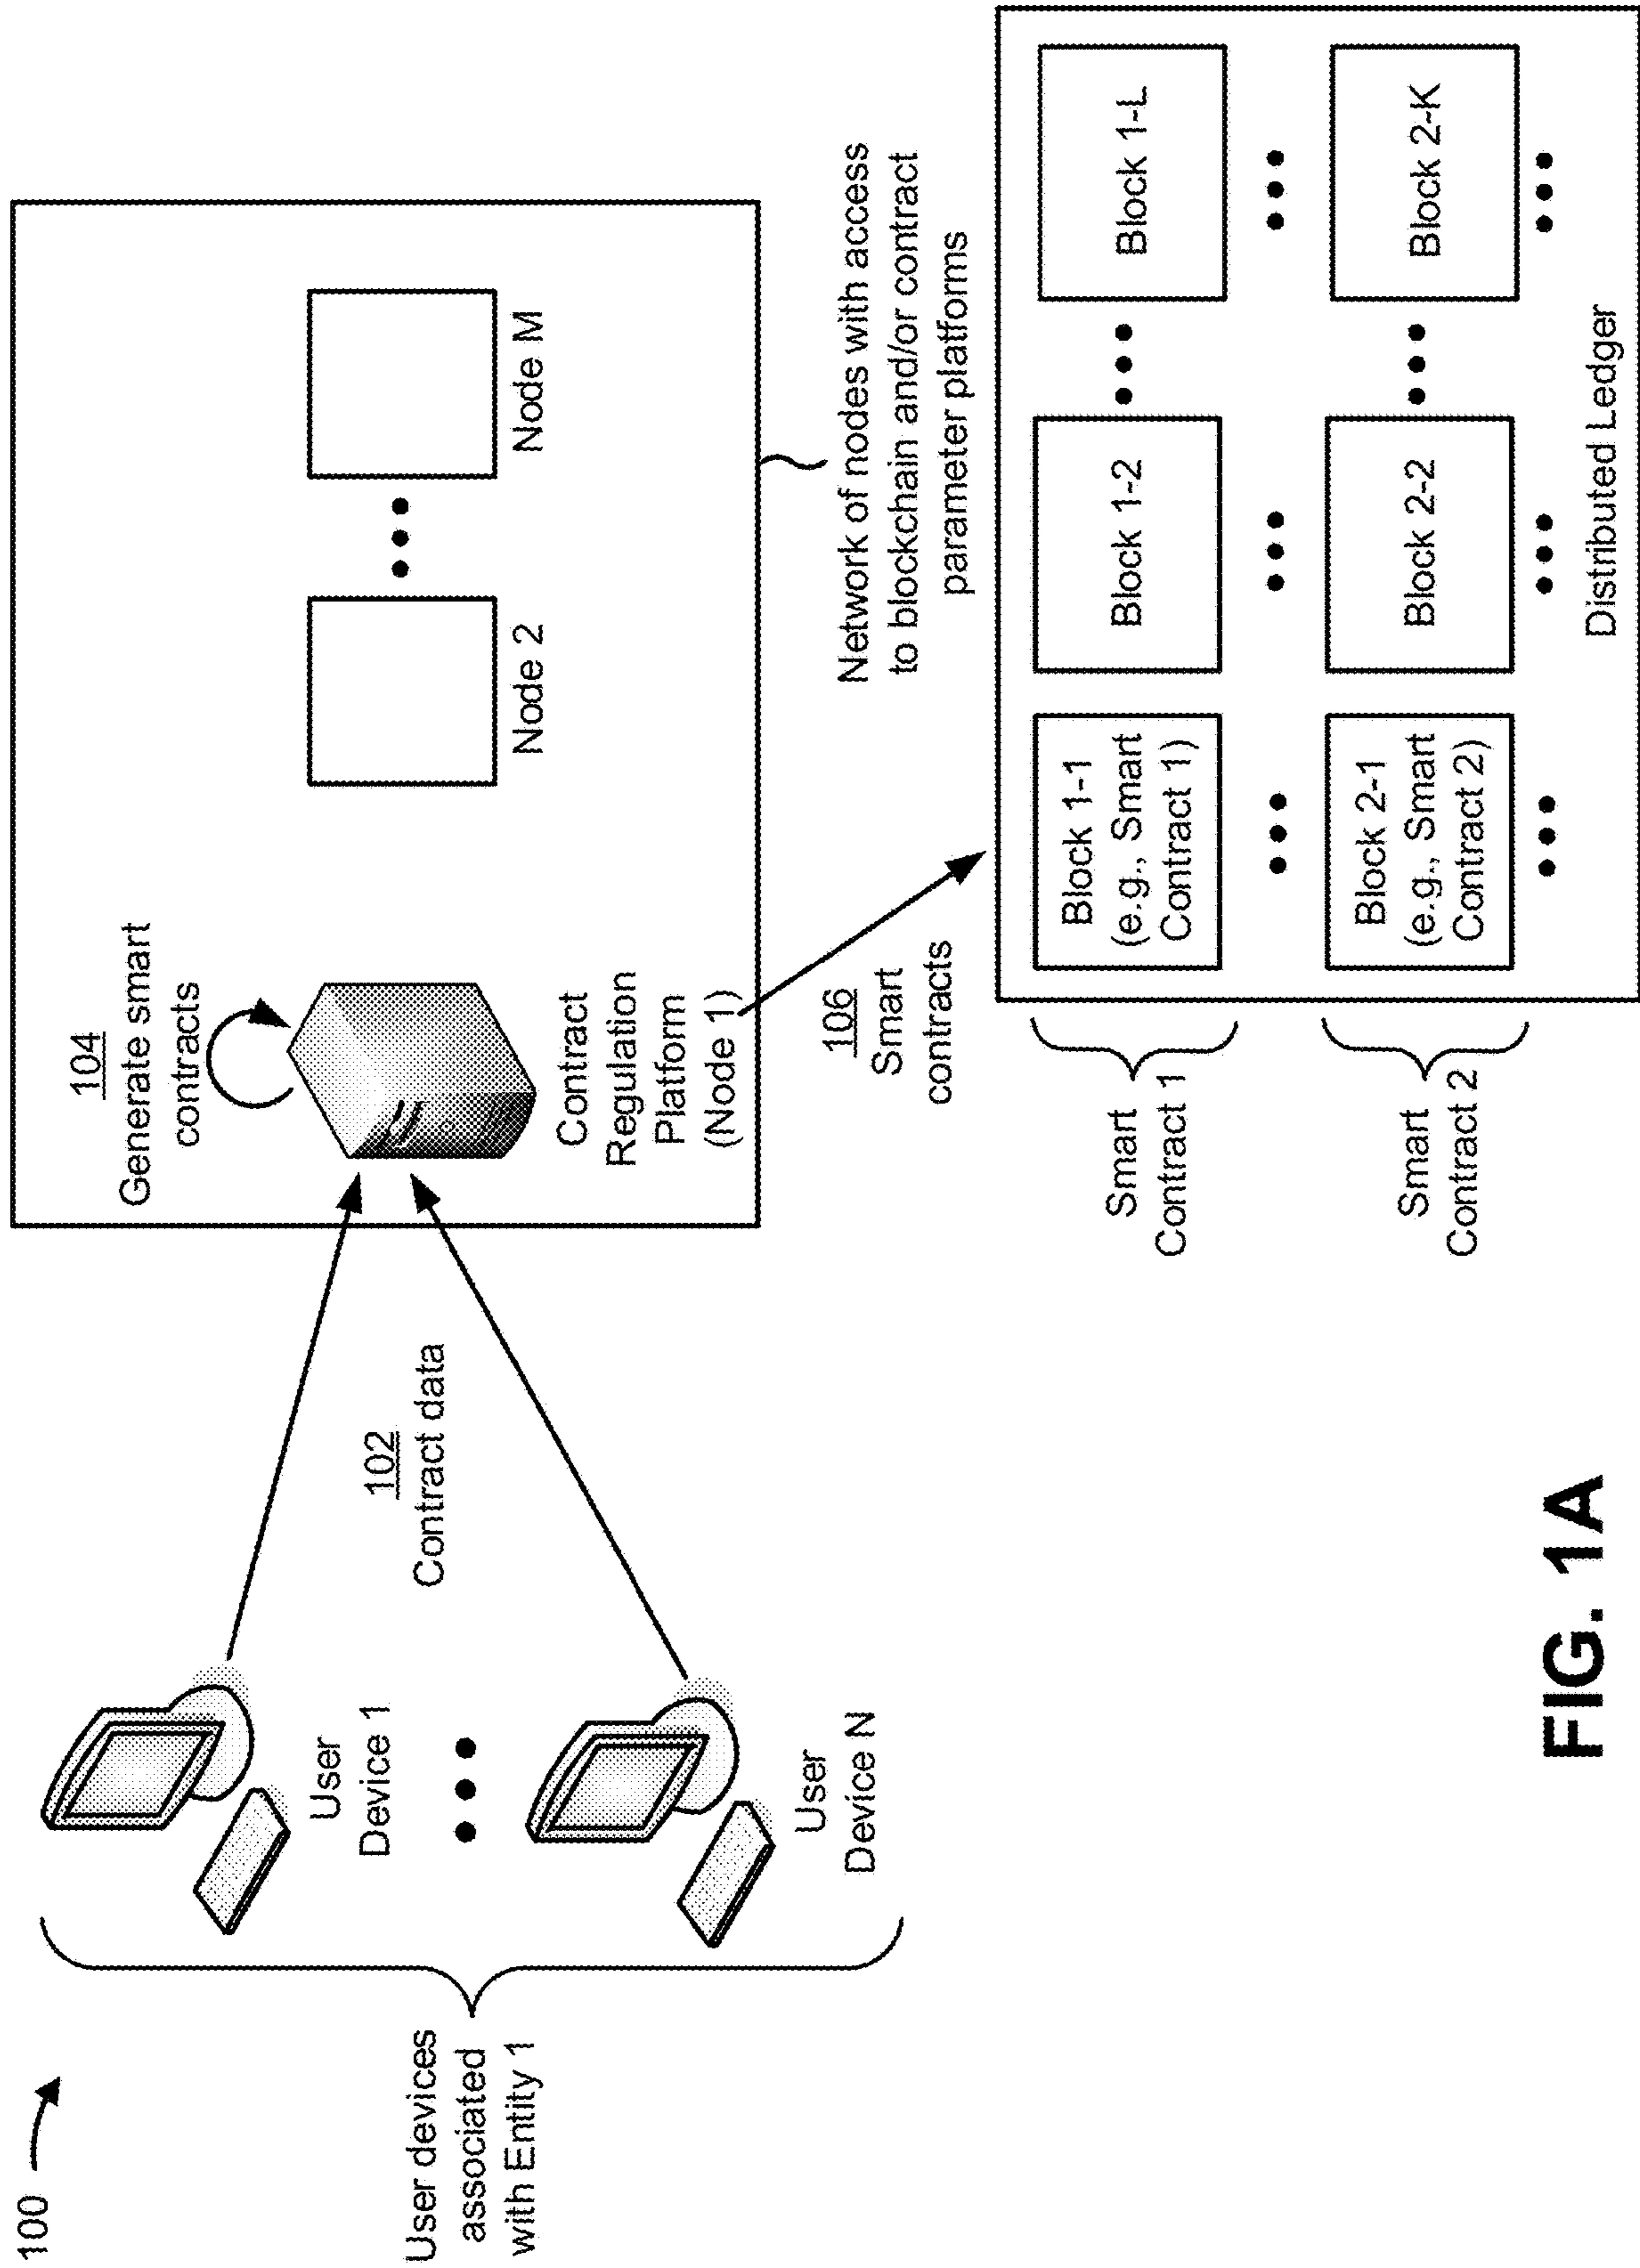 100
User devices
associated
with Entity 1
User
Device 1
User
Device N
102
Contract data
104
Generate smart
contracts
Contract
Regulation
Platform
(Node 1)
Node 2
Node M
Network of nodes with access
to blockchain and/or contract
parameter platforms
106
Smart
contracts
Smart
Contract 1
Block 1-1
(e.g., Smart
Contract 1)
Block 1-2
Block 1-L
Smart
Contract 2
Block 2-1
(e.g., Smart
Contract 2)
Block 2-2
Block 2-K
Distributed Ledger
FIG. 1A